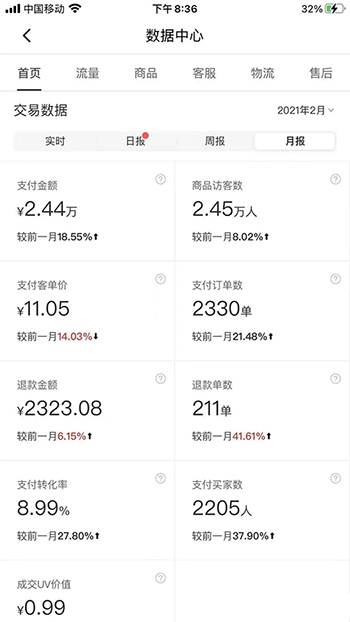 中国移动 下午 8:36 32%
数据中心
首页 流量 商品 客服 物流 售后
交易数据 2021年2月
实时 日报 周报 月报
支付金额 ? 商品访客数 ?
¥2.44万 2.45万人
较前一月18.55%⬆ 较前一月8.02%⬆
支付客单价 ? 支付订单数 ?
¥11.05 2330单
较前一月14.03%⬇ 较前一月21.48%⬆
退款金额 ? 退款单数 ?
¥2323.08 211单
较前一月6.15%⬆ 较前一月41.61%⬆
支付转化率 ? 支付买家数 ?
8.99% 2205人
较前一月27.80%⬆ 较前一月37.90%⬆
成交UV价值 ?
¥0.99